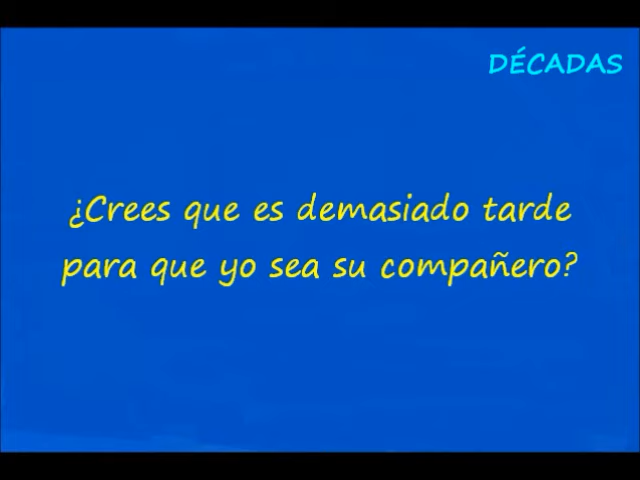 DÉCADAS
¿Crees que es demasiado tarde
para que yo sea su compañero?